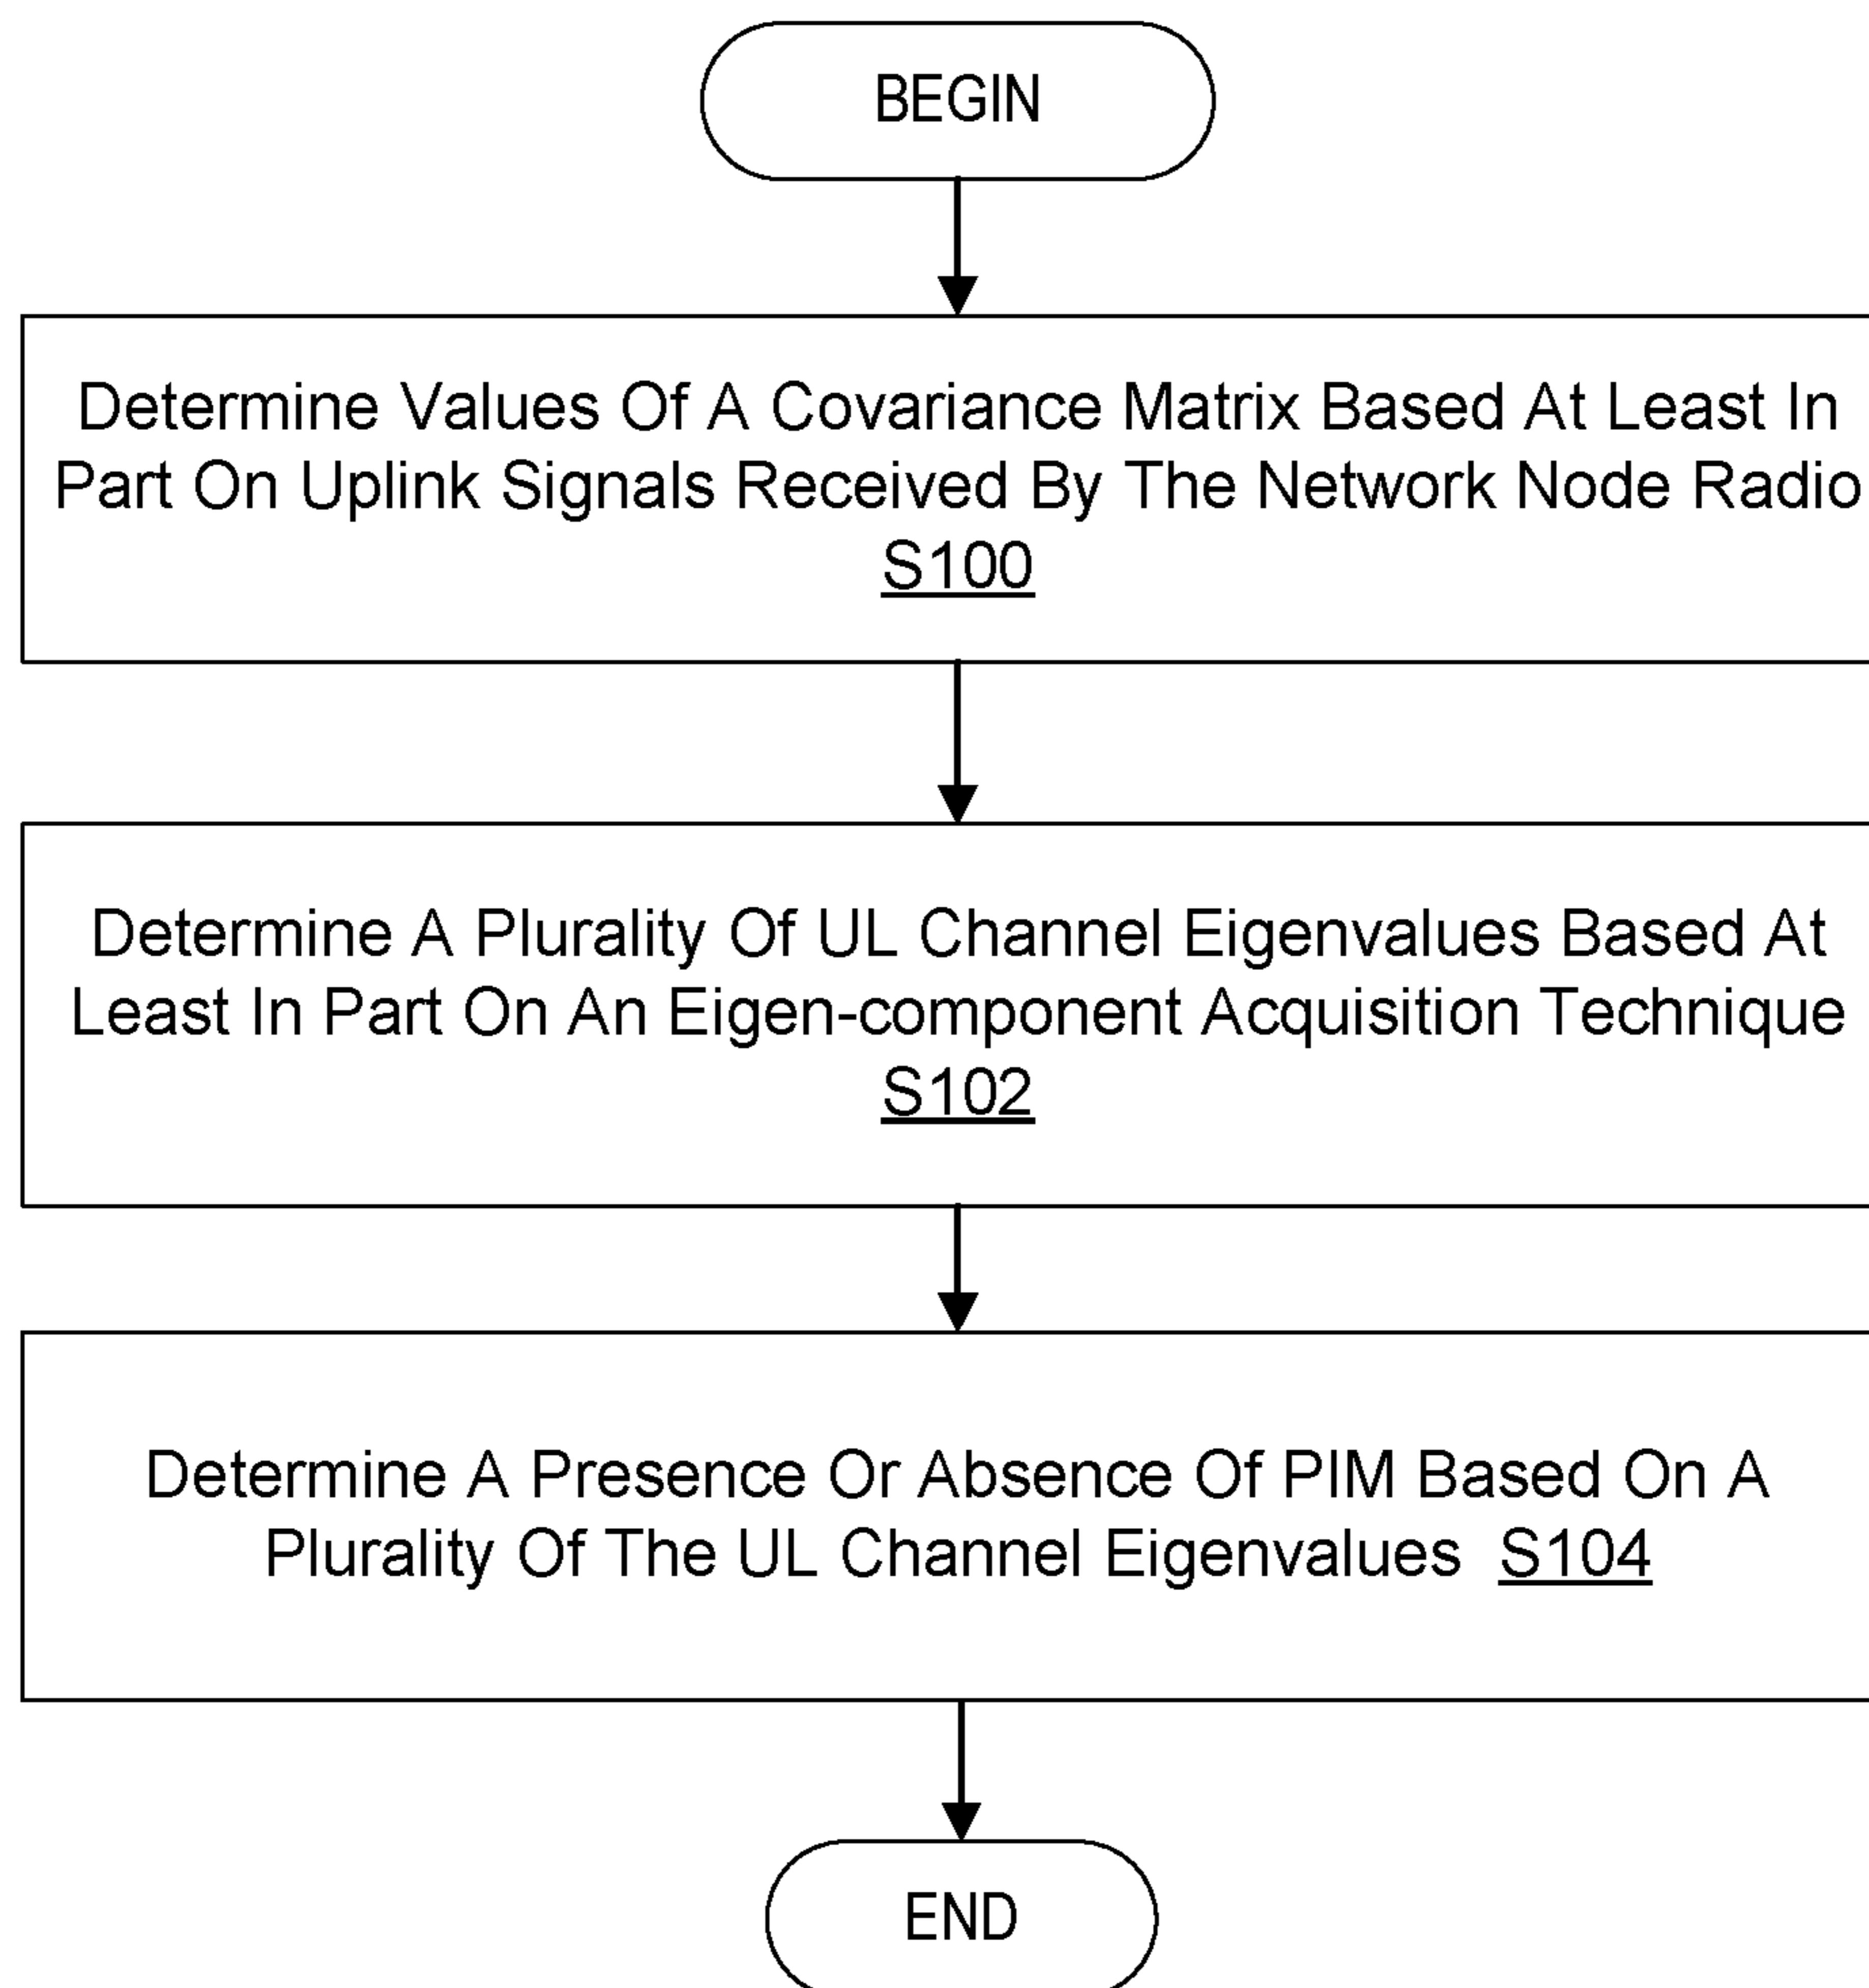 BEGIN
Determine Values Of A Covariance Matrix Based At Least In
Part On Uplink Signals Received By The Network Node Radio
S100
Determine A Plurality Of UL Channel Eigenvalues Based At
Least In Part On An Eigen-component Acquisition Technique
S102
Determine A Presence Or Absence Of PIM Based On A
Plurality Of The UL Channel Eigenvalues S104
END